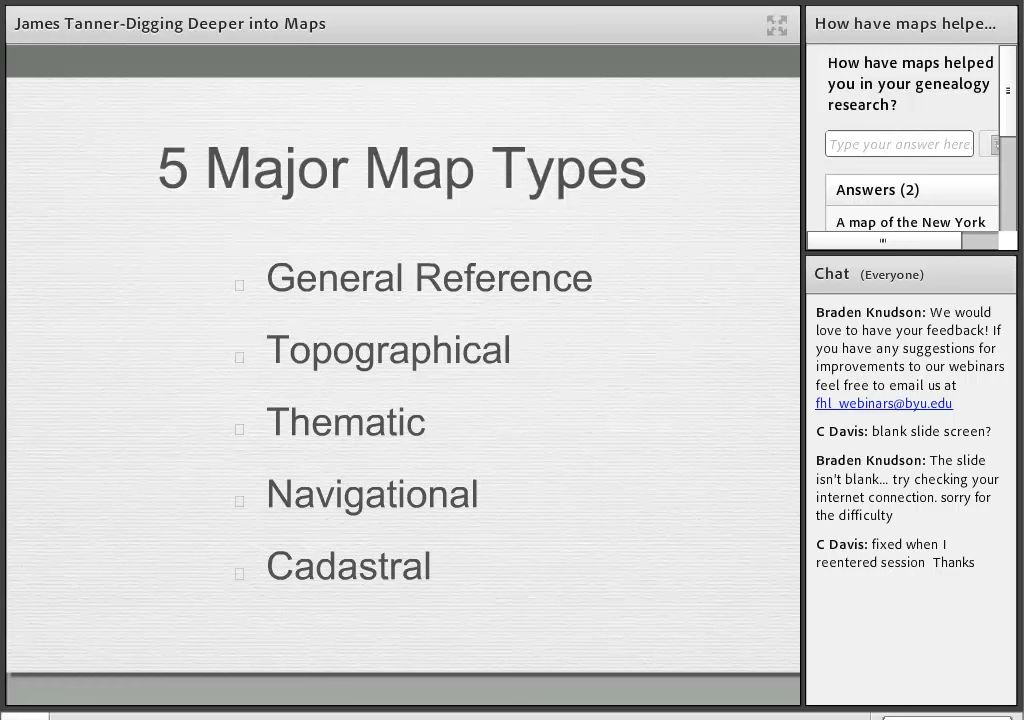 James Tanner-Digging Deeper into Maps
5 Major Map Types
General Reference
Topographical
Thematic
Navigational
Cadastral
How have maps helpe...
How have maps helped
you in your genealogy
research?
Type your answer here.
Answers (2)
A map of the New York
Chat (Everyone)
Braden Knudson: We would
love to have your feedback! If
you have any suggestions for
improvements to our webinars
feel free to email us at
fhl_webinars@byu.edu
C Davis: blank slide screen?
Braden Knudson: The slide
isn't blank... try checking your
internet connection. sorry for
the difficulty
C Davis: fixed when I
reentered session Thanks